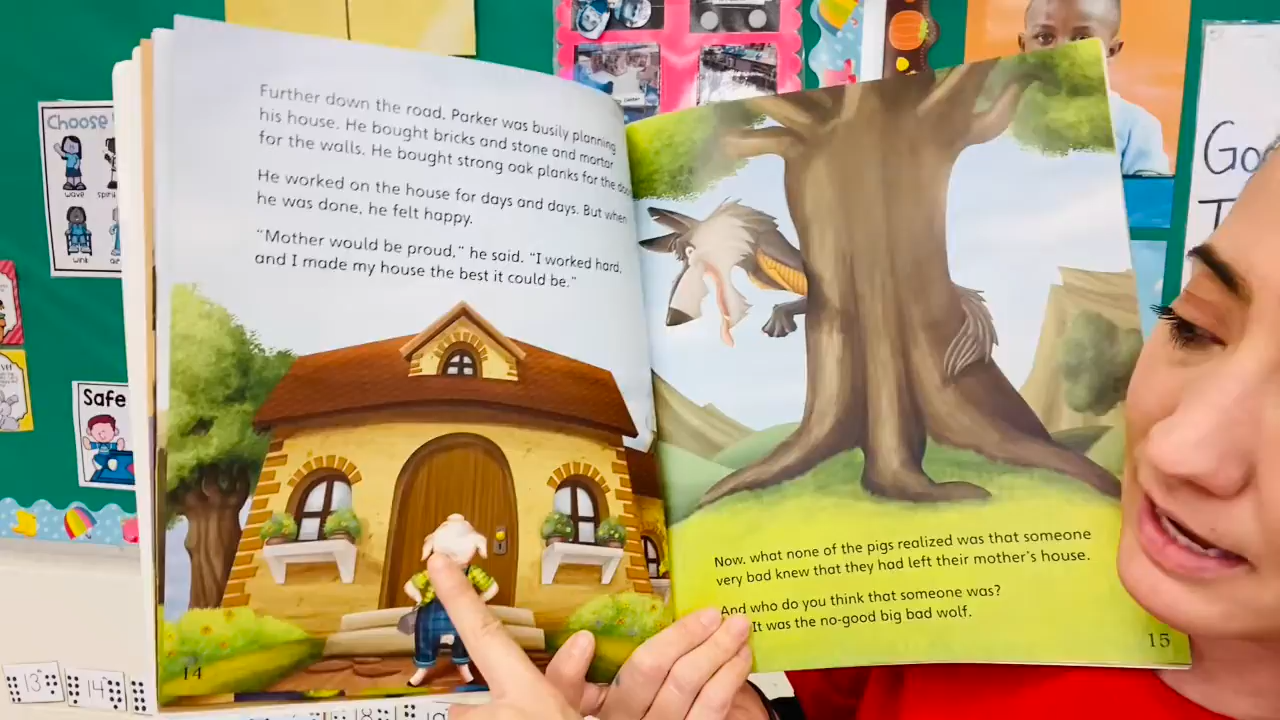 Further down the road, Parker was busily planning
his house. He bought bricks and stone and mortar
for the walls. He bought strong oak planks for the
He worked on the house for days and days. But when
he was done, he felt happy.
"Mother would be proud," he said. "I worked hard,
and I made my house the best it could be."
14
Now, what none of the pigs realized was that someone
very bad knew that they had left their mother's house.
And who do you think that someone was?
It was the no-good big bad wolf.
15
Choose
wave
wink
Safe
13
14
18